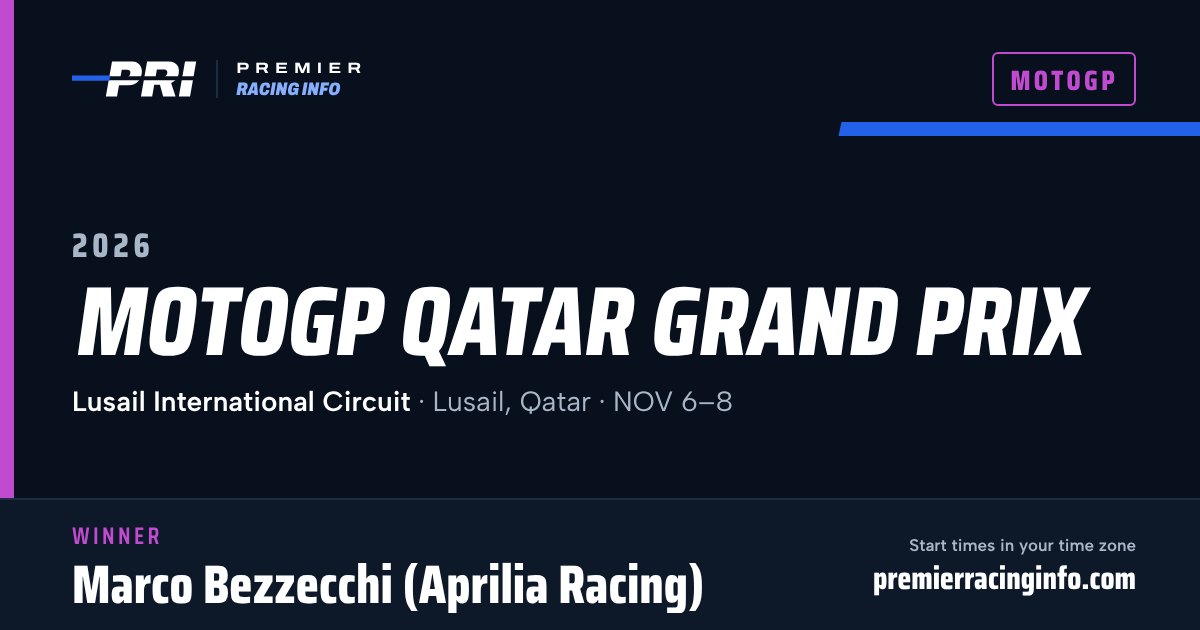 PRI
PREMIER
RACING INFO
MOTOGP
2026
MOTOGP QATAR GRAND PRIX
Lusail International Circuit · Lusail, Qatar · NOV 6–8
WINNER
Marco Bezzecchi (Aprilia Racing)
Start times in your time zone
premierracinginfo.com